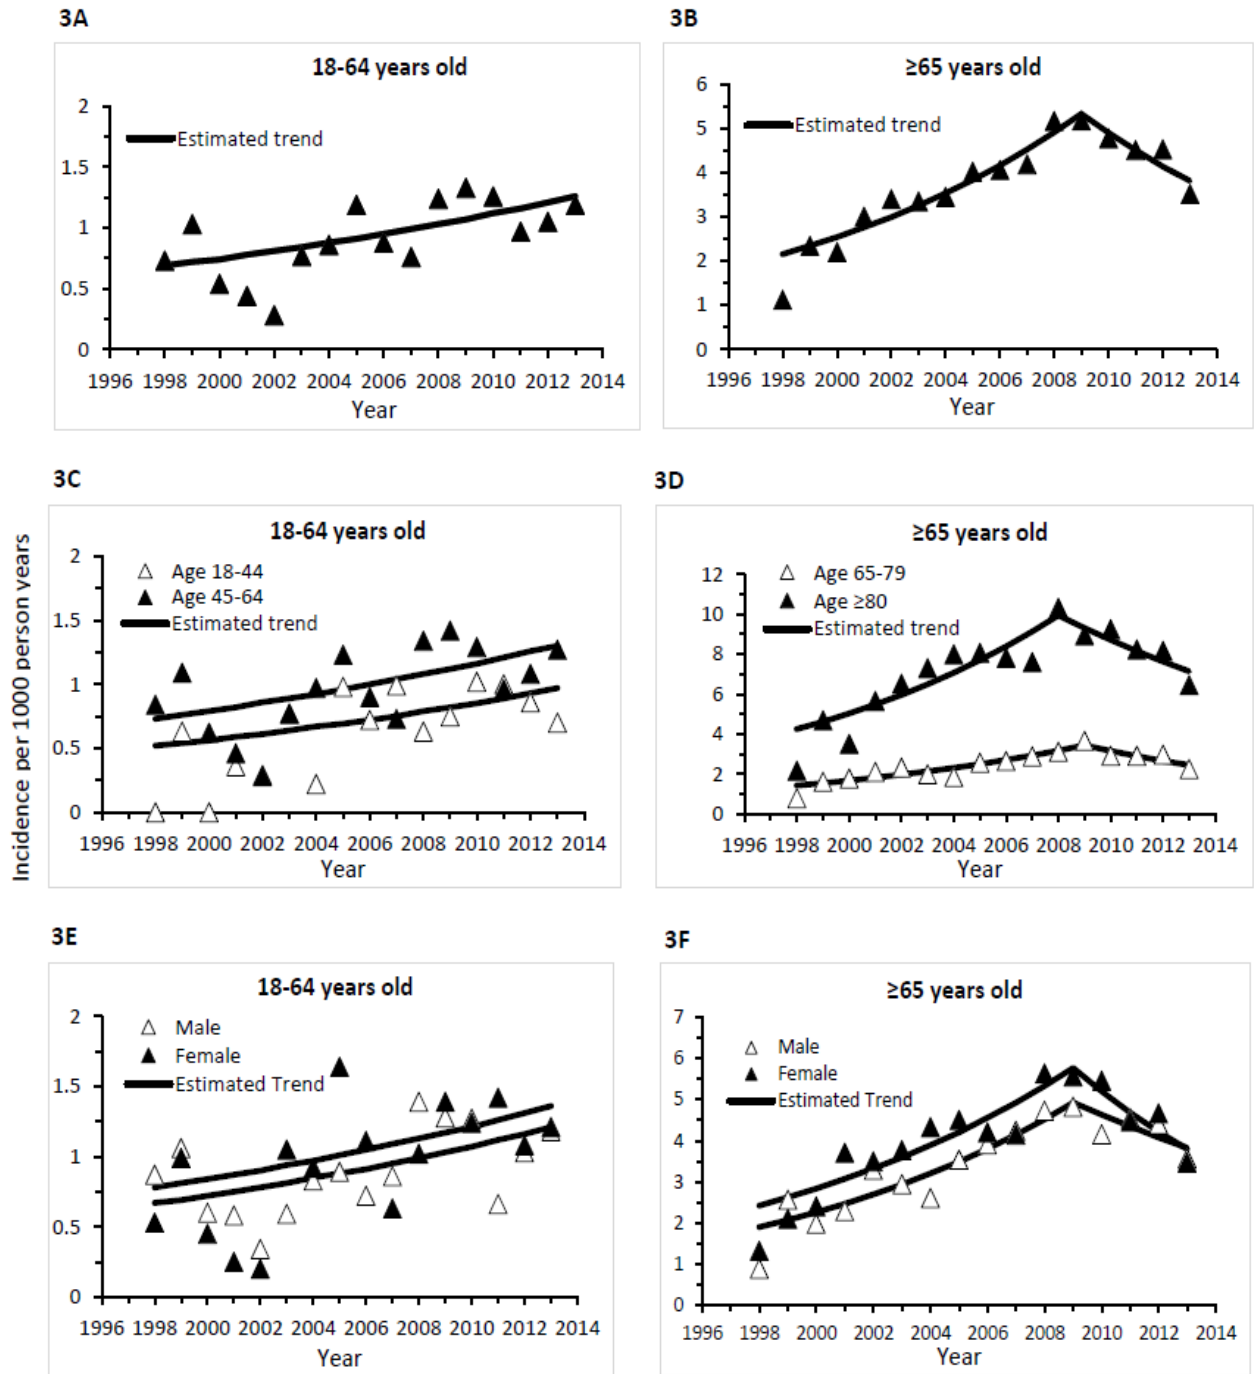 3A
18-64 years old
2
Estimated trend
1.5
1
0.5
0
1996 1998 2000 2002 2004 2006 2008 2010 2012 2014
Year
3B
≥65 years old
6
Estimated trend
5
4
3
2
1
0
1996 1998 2000 2002 2004 2006 2008 2010 2012 2014
Year
Incidence per 1000 person years
3C
18-64 years old
2
Age 18-44
Age 45-64
Estimated trend
1.5
1
0.5
0
1996 1998 2000 2002 2004 2006 2008 2010 2012 2014
Year
3D
≥65 years old
12
Age 65-79
Age ≥80
Estimated trend
10
8
6
4
2
0
1996 1998 2000 2002 2004 2006 2008 2010 2012 2014
Year
3E
18-64 years old
2
Male
Female
Estimated Trend
1.5
1
0.5
0
1996 1998 2000 2002 2004 2006 2008 2010 2012 2014
Year
3F
≥65 years old
7
Male
Female
Estimated Trend
6
5
4
3
2
1
0
1996 1998 2000 2002 2004 2006 2008 2010 2012 2014
Year